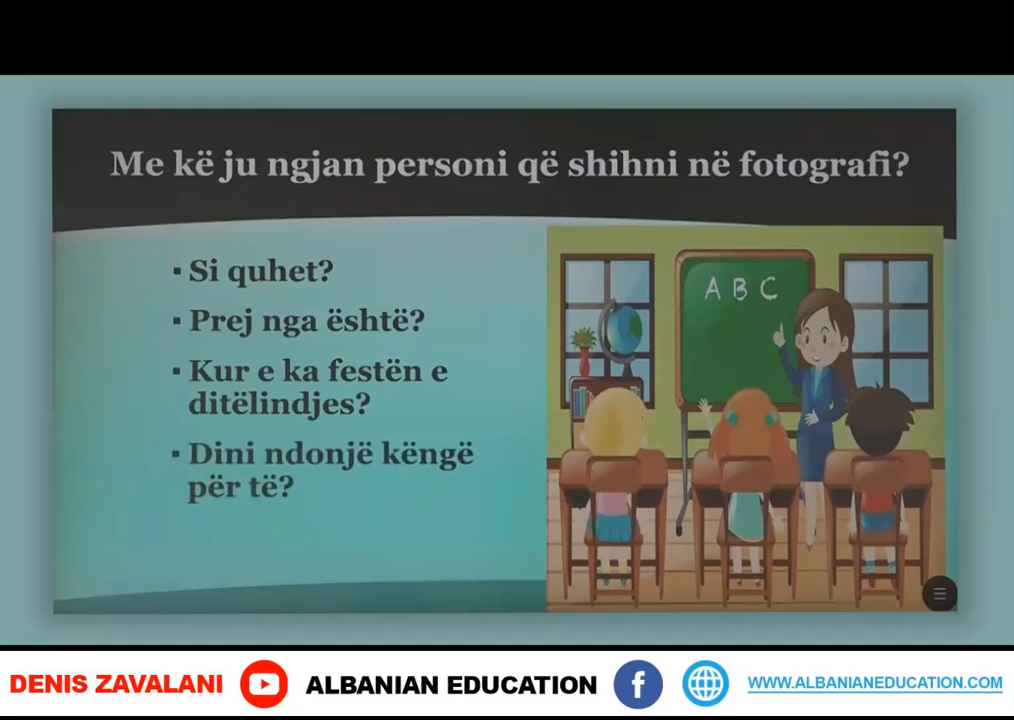 Me kë ju ngjan personi që shihni në fotografi?
▪ Si quhet?
▪ Prej nga është?
▪ Kur e ka festën e
ditëlindjes?
▪ Dini ndonjë këngë
për të?
A B C
DENIS ZAVALANI
ALBANIAN EDUCATION
WWW.ALBANIANEDUCATION.COM